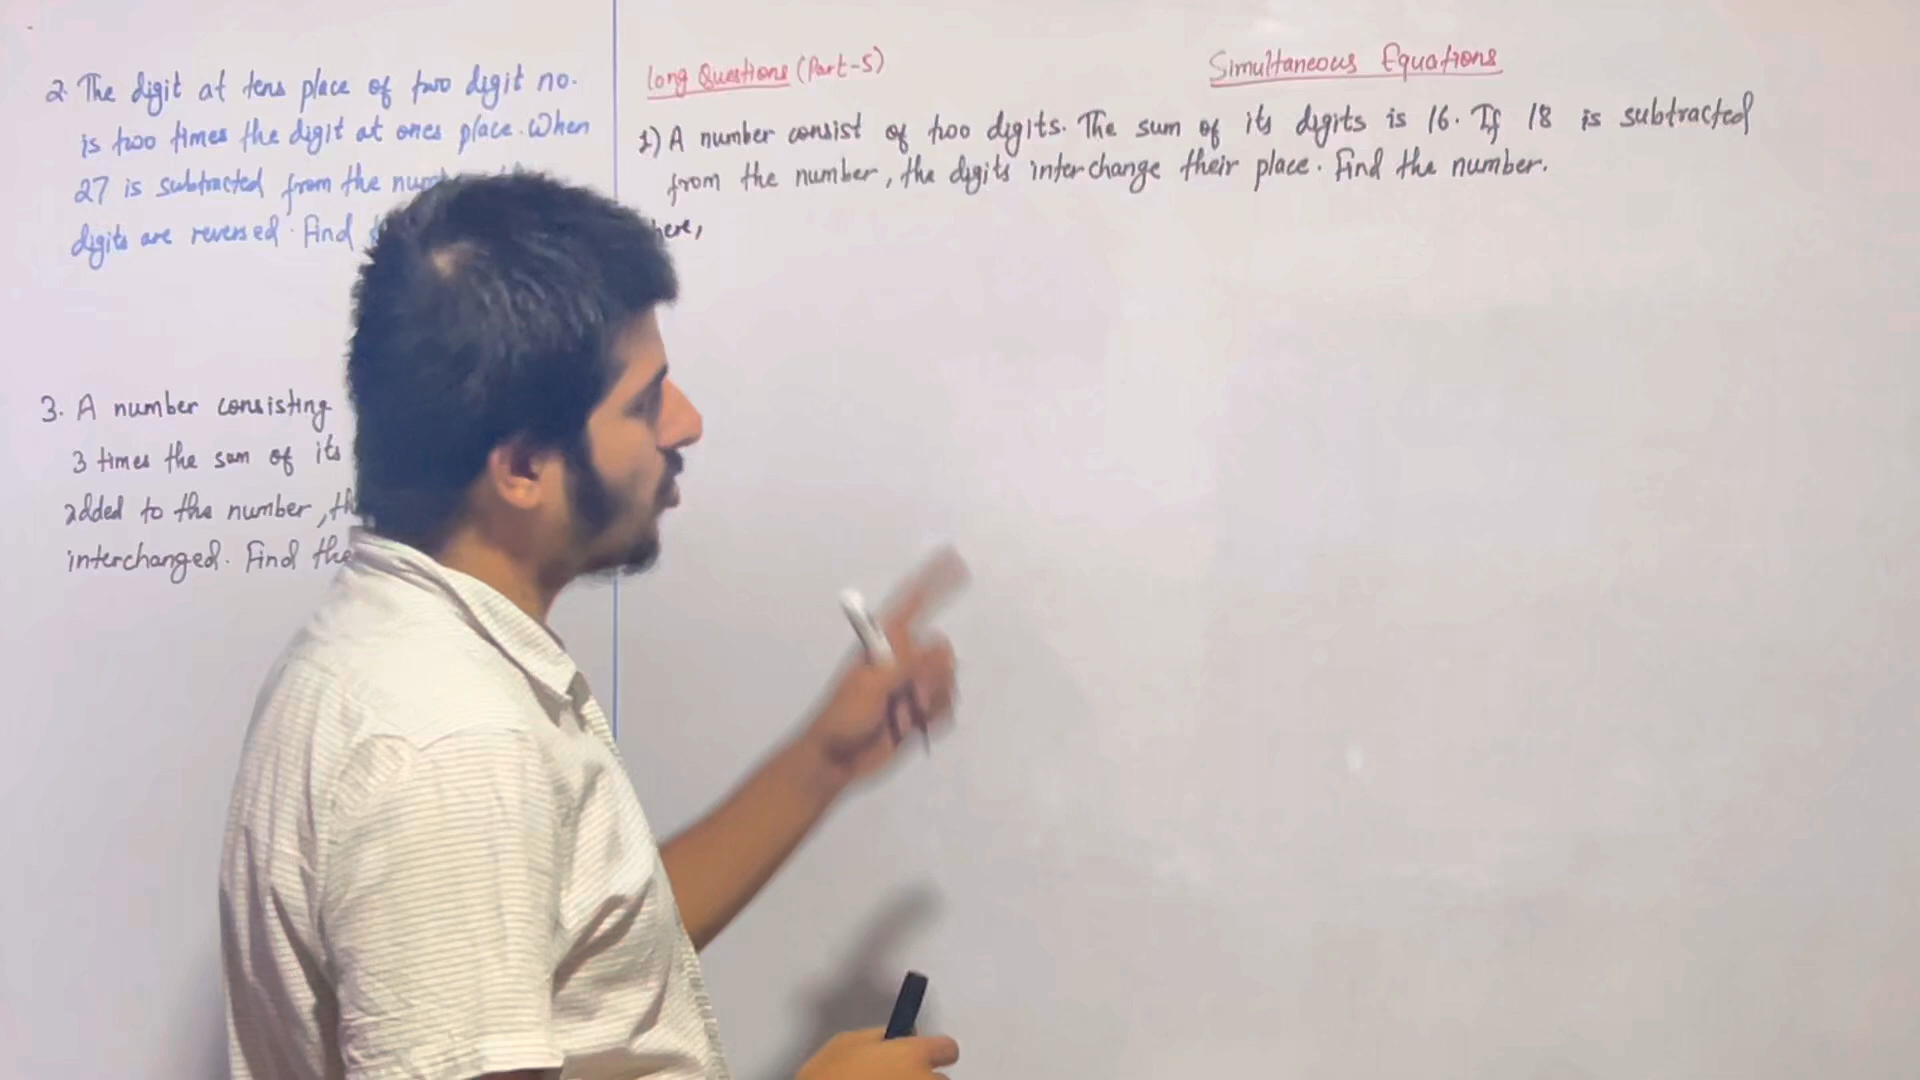 2. The digit at tens place of two digit no.
is two times the digit at ones place. When
27 is subtracted from the
digits are reversed. Find
3. A number consisting
3 times the sum of its
added to the number,
interchanged. Find the
Long Questions (Part-5)
Simultaneous Equations
1) A number consist of two digits. The sum of its digits is 16. If 18 is subtracted
from the number, the digits interchange their place. Find the number.